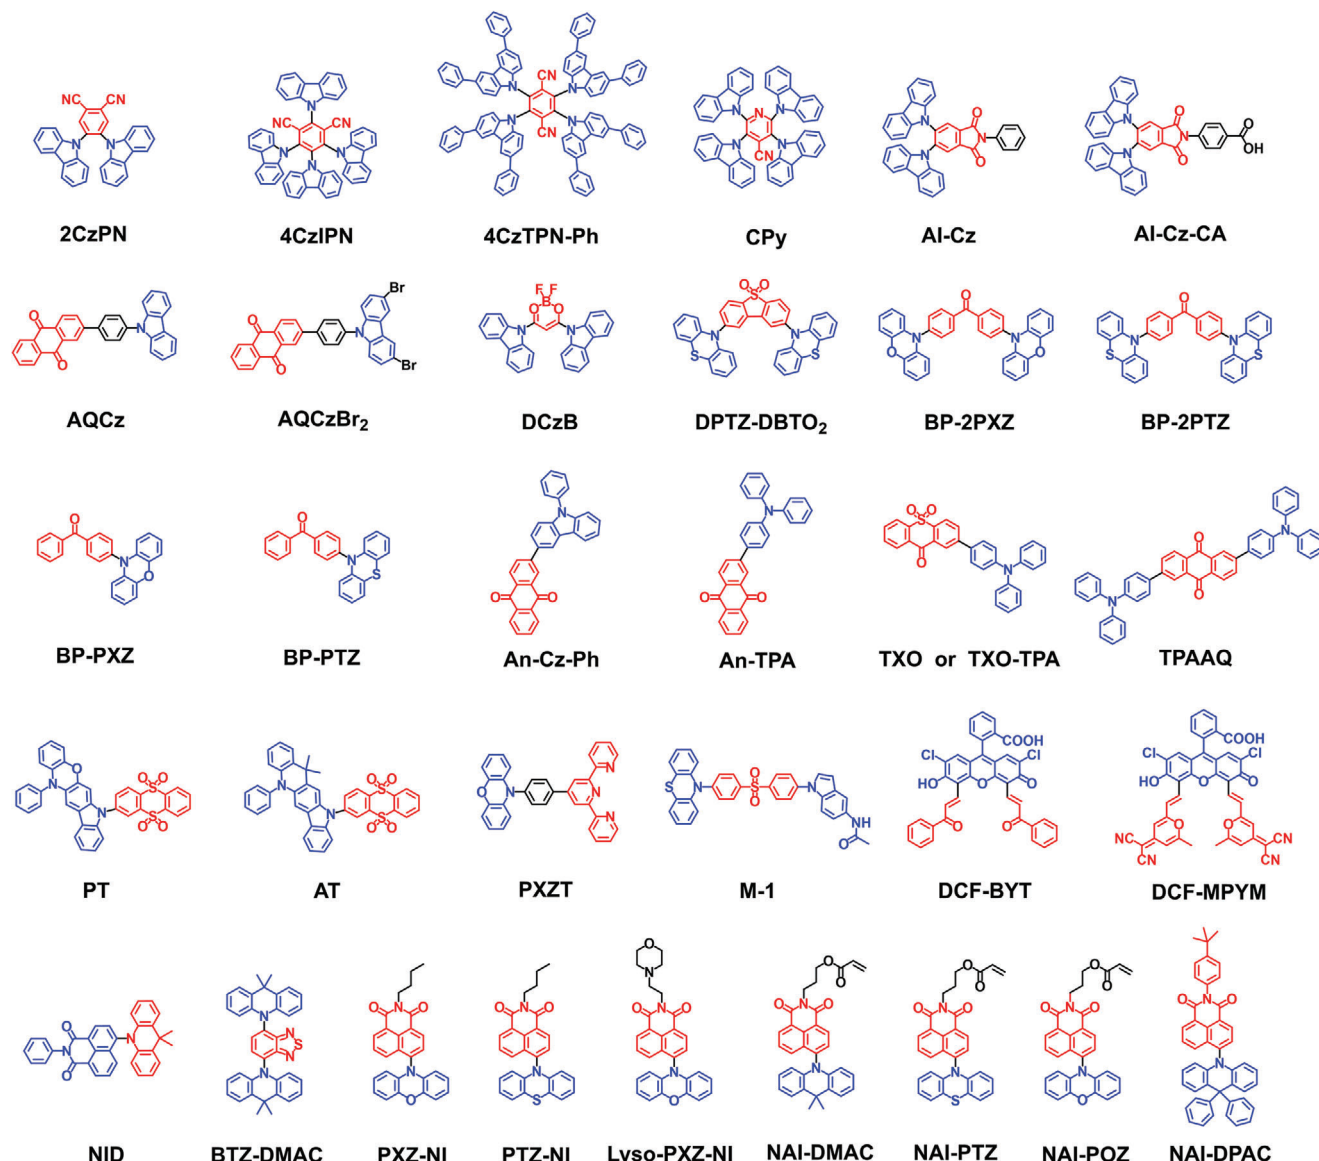 2CzPN 4CzIPN 4CzTPN-Ph CPy AI-Cz AI-Cz-CA
AQCz AQCzBr2 DCzB DPTZ-DBTO2 BP-2PXZ BP-2PTZ
BP-PXZ BP-PTZ An-Cz-Ph An-TPA TXO or TXO-TPA TPAAQ
PT AT PXZT M-1 DCF-BYT DCF-MPYM
NID BTZ-DMAC PXZ-NI PTZ-NI Lyso-PXZ-NI NAI-DMAC NAI-PTZ NAI-POZ NAI-DPAC